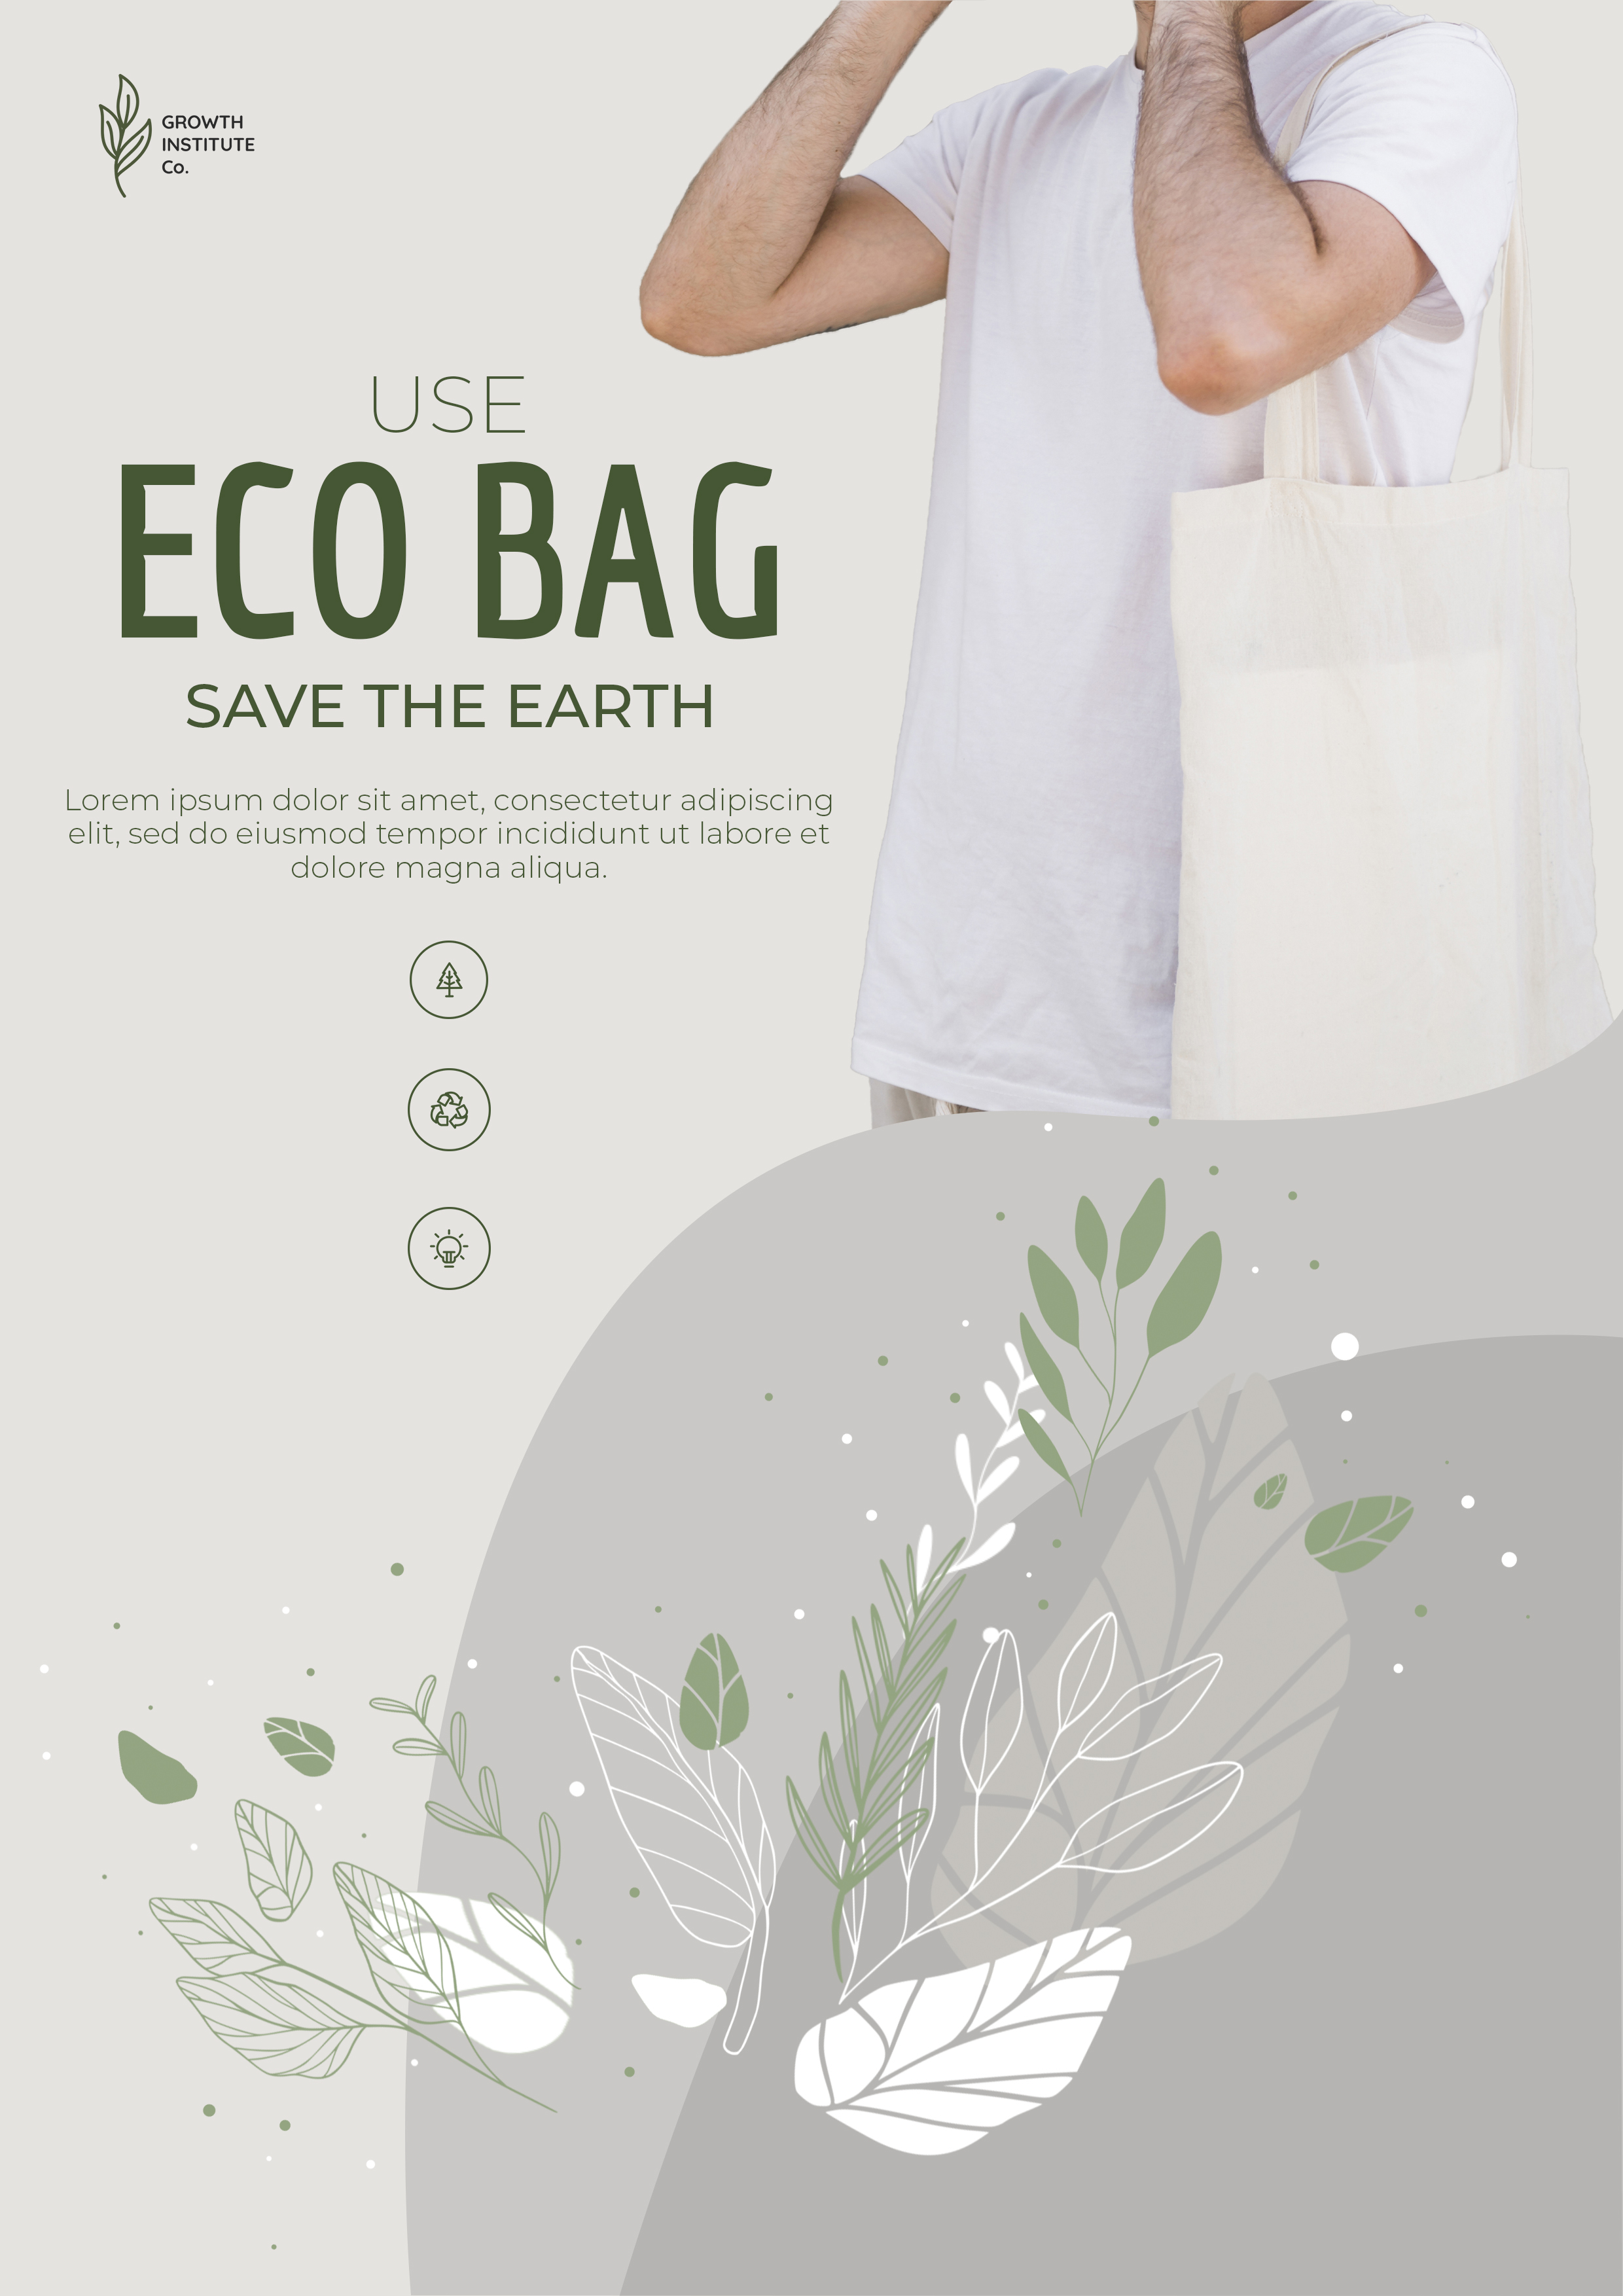 GROWTH
INSTITUTE
Co.
USE
ECO BAG
SAVE THE EARTH
Lorem ipsum dolor sit amet, consectetur adipiscing
elit, sed do eiusmod tempor incididunt ut labore et
dolore magna aliqua.